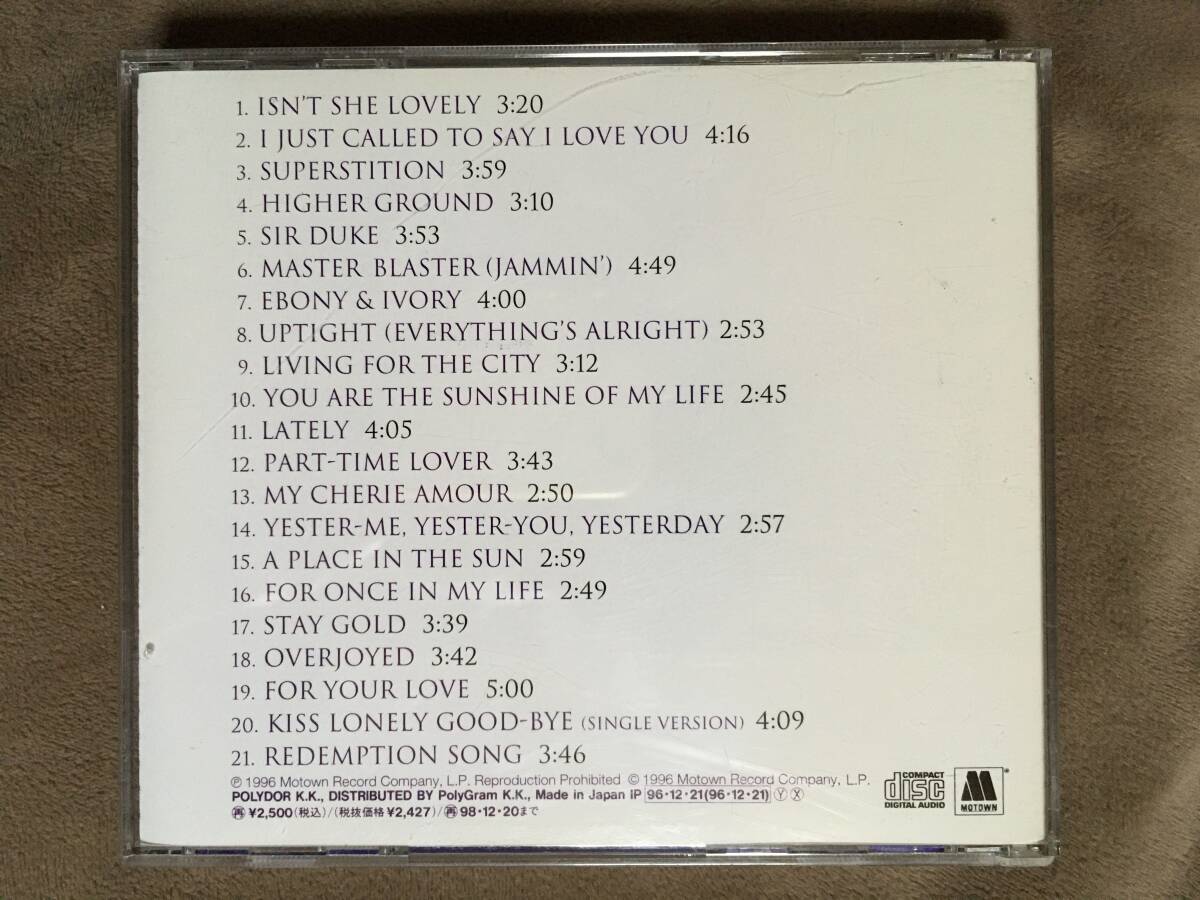 1. ISN'T SHE LOVELY 3:20
2. I JUST CALLED TO SAY I LOVE YOU 4:16
3. SUPERSTITION 3:59
4. HIGHER GROUND 3:10
5. SIR DUKE 3:53
6. MASTER BLASTER (JAMMIN') 4:49
7. EBONY & IVORY 4:00
8. UPTIGHT (EVERYTHING'S ALRIGHT) 2:53
9. LIVING FOR THE CITY 3:12
10. YOU ARE THE SUNSHINE OF MY LIFE 2:45
11. LATELY 4:05
12. PART-TIME LOVER 3:43
13. MY CHERIE AMOUR 2:50
14. YESTER-ME, YESTER-YOU, YESTERDAY 2:57
15. A PLACE IN THE SUN 2:59
16. FOR ONCE IN MY LIFE 2:49
17. STAY GOLD 3:39
18. OVERJOYED 3:42
19. FOR YOUR LOVE 5:00
20. KISS LONELY GOOD-BYE (SINGLE VERSION) 4:09
21. REDEMPTION SONG 3:46
℗ 1996 Motown Record Company, L.P. Reproduction Prohibited © 1996 Motown Record Company, L.P.
POLYDOR K.K., DISTRIBUTED BY PolyGram K.K., Made in Japan IP 96・12・21(96・12・21) Ⓨ Ⓧ
㊢ ¥2,500(税込)/(税抜価格¥2,427)/再98・12・20まで
COMPACT
disc
DIGITAL AUDIO
M
MOTOWN